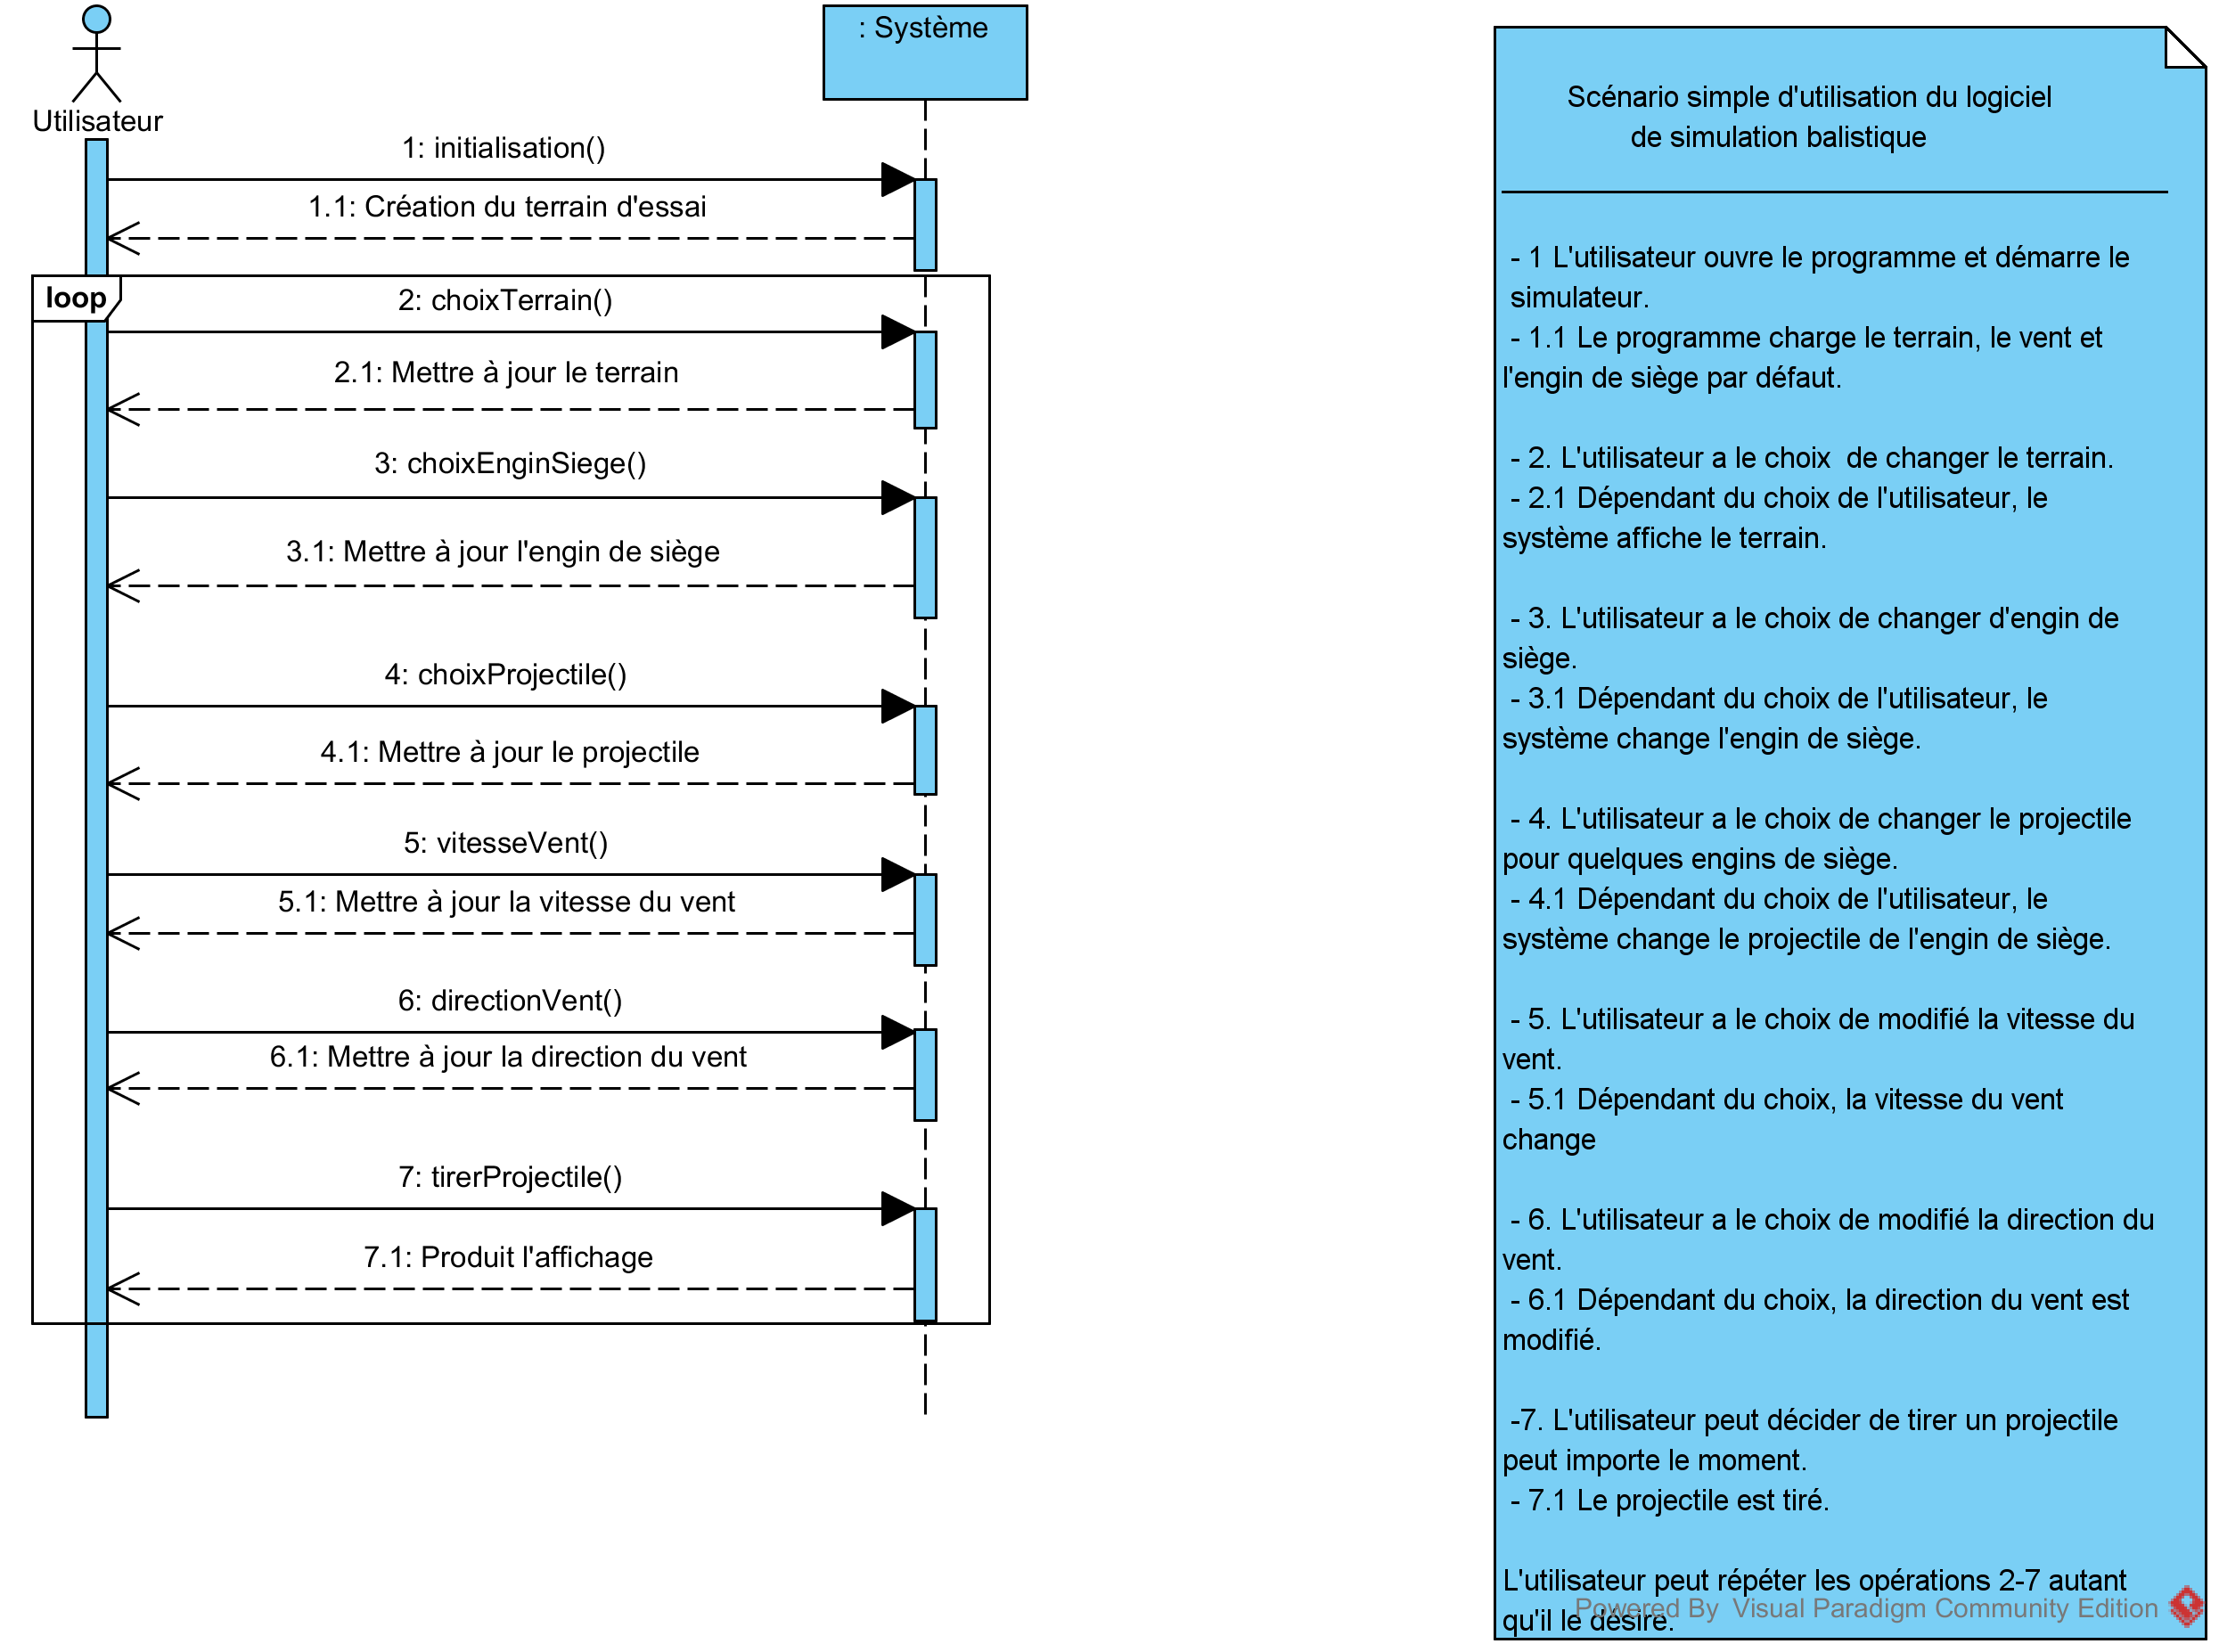 : Système
Utilisateur
1: initialisation()
1.1: Création du terrain d'essai
loop
2: choixTerrain()
2.1: Mettre à jour le terrain
3: choixEnginSiege()
3.1: Mettre à jour l'engin de siège
4: choixProjectile()
4.1: Mettre à jour le projectile
5: vitesseVent()
5.1: Mettre à jour la vitesse du vent
6: directionVent()
6.1: Mettre à jour la direction du vent
7: tirerProjectile()
7.1: Produit l'affichage
Scénario simple d'utilisation du logiciel
de simulation balistique
- 1 L'utilisateur ouvre le programme et démarre le
simulateur.
- 1.1 Le programme charge le terrain, le vent et
l'engin de siège par défaut.
- 2. L'utilisateur a le choix  de changer le terrain.
- 2.1 Dépendant du choix de l'utilisateur, le
système affiche le terrain.
- 3. L'utilisateur a le choix de changer d'engin de
siège.
- 3.1 Dépendant du choix de l'utilisateur, le
système change l'engin de siège.
- 4. L'utilisateur a le choix de changer le projectile
pour quelques engins de siège.
- 4.1 Dépendant du choix de l'utilisateur, le
système change le projectile de l'engin de siège.
- 5. L'utilisateur a le choix de modifié la vitesse du
vent.
- 5.1 Dépendant du choix, la vitesse du vent
change
- 6. L'utilisateur a le choix de modifié la direction du
vent.
- 6.1 Dépendant du choix, la direction du vent est
modifié.
-7. L'utilisateur peut décider de tirer un projectile
peut importe le moment.
- 7.1 Le projectile est tiré.
L'utilisateur peut répéter les opérations 2-7 autant
qu'il le désire.
Powered By Visual Paradigm Community Edition